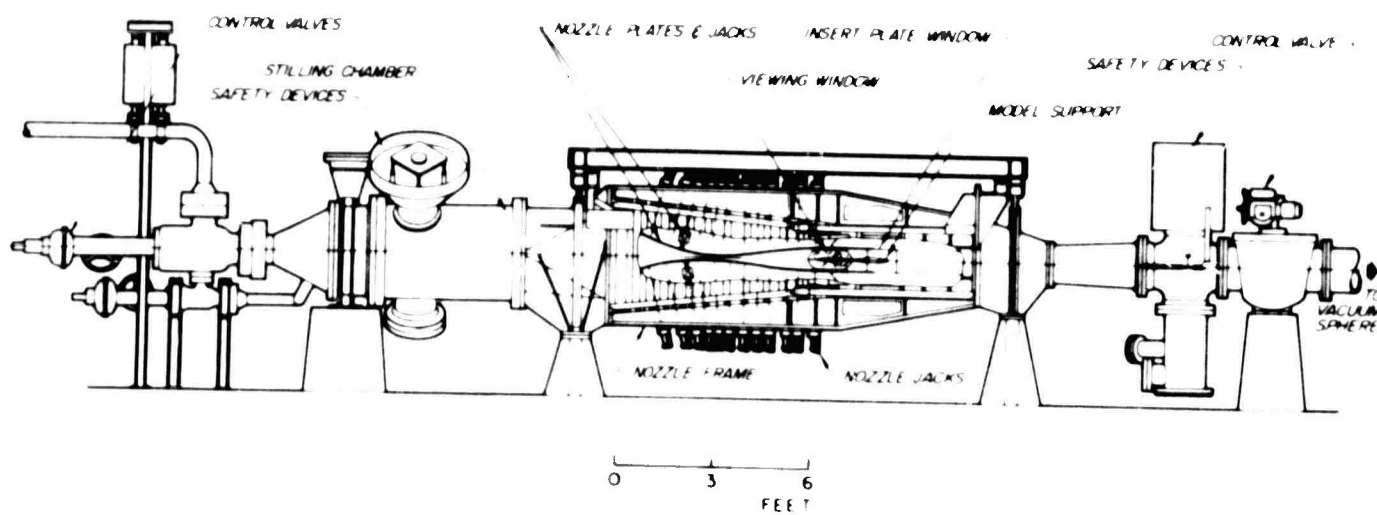 CONTROL VALVES
NOZZLE PLATES & JACKS
INSERT PLATE WINDOW
CONTROL VALVE
STILLING CHAMBER
SAFETY DEVICES
VIEWING WINDOW
SAFETY DEVICES
MODEL SUPPORT
TO
VACUUM
SPHERE
NOZZLE FRAME
NOZZLE JACKS
0 3 6
FEET